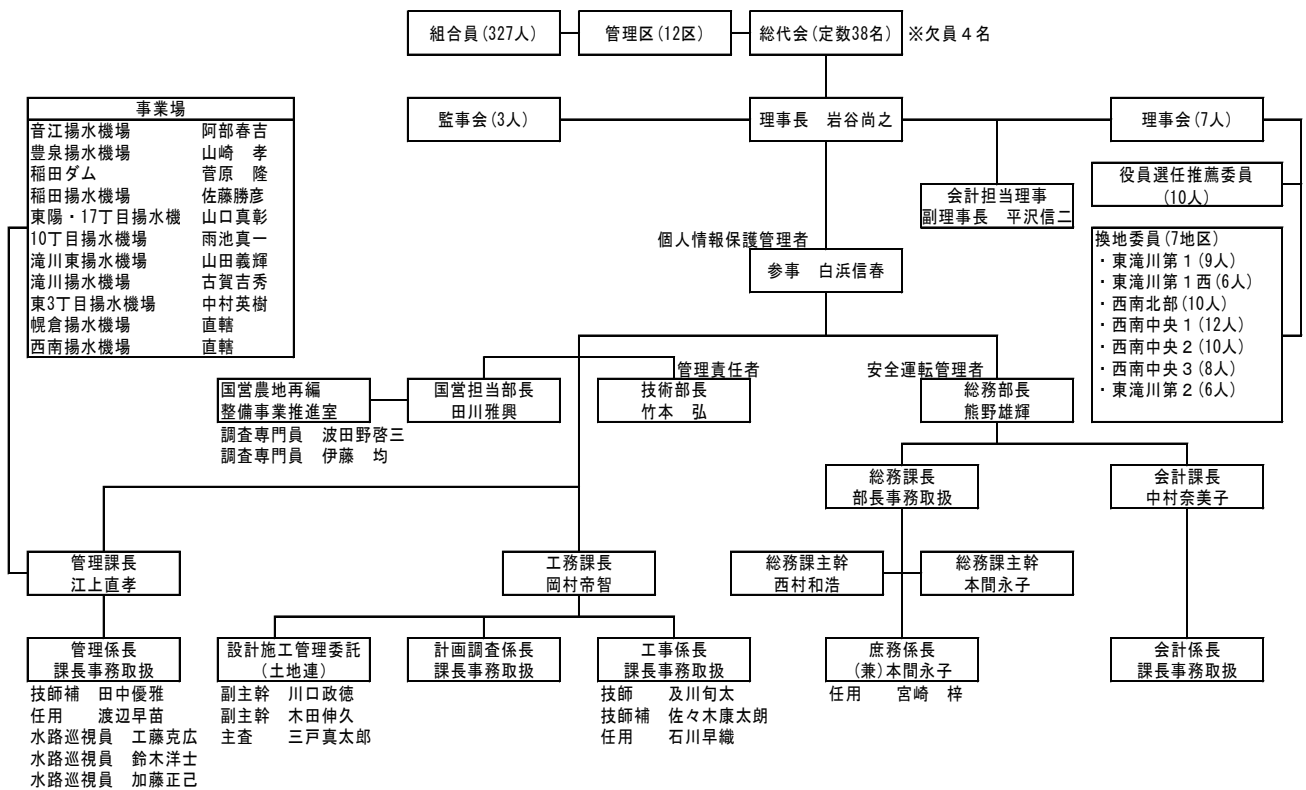 組合員(327人)
管理区(12区)
総代会(定数38名)
※欠員４名
事業場
音江揚水機場 阿部春吉
豊泉揚水機場 山崎 孝
稲田ダム 菅原 隆
稲田揚水機場 佐藤勝彦
東陽・17丁目揚水機 山口真彰
10丁目揚水機場 雨池真一
滝川東揚水機場 山田義輝
滝川揚水機場 古賀吉秀
東3丁目揚水機場 中村英樹
幌倉揚水機場 直轄
西南揚水機場 直轄
監事会(3人)
理事長 岩谷尚之
理事会(7人)
会計担当理事
副理事長 平沢信二
役員選任推薦委員
(10人)
換地委員(7地区)
・東滝川第１(9人)
・東滝川第１西(6人)
・西南北部(10人)
・西南中央１(12人)
・西南中央２(10人)
・西南中央３(8人)
・東滝川第２(6人)
個人情報保護管理者
参事 白浜信春
国営農地再編
整備事業推進室
調査専門員 波田野啓三
調査専門員 伊藤 均
国営担当部長
田川雅興
管理責任者
技術部長
竹本 弘
安全運転管理者
総務部長
熊野雄輝
総務課長
部長事務取扱
会計課長
中村奈美子
管理課長
江上直孝
工務課長
岡村帝智
総務課主幹
西村和浩
総務課主幹
本間永子
管理係長
課長事務取扱
技師補 田中優雅
任用 渡辺早苗
水路巡視員 工藤克広
水路巡視員 鈴木洋士
水路巡視員 加藤正己
設計施工管理委託
(土地連)
副主幹 川口政徳
副主幹 木田伸久
主査 三戸真太郎
計画調査係長
課長事務取扱
工事係長
課長事務取扱
技師 及川旬太
技師補 佐々木康太朗
任用 石川早織
庶務係長
(兼)本間永子
任用 宮崎 梓
会計係長
課長事務取扱